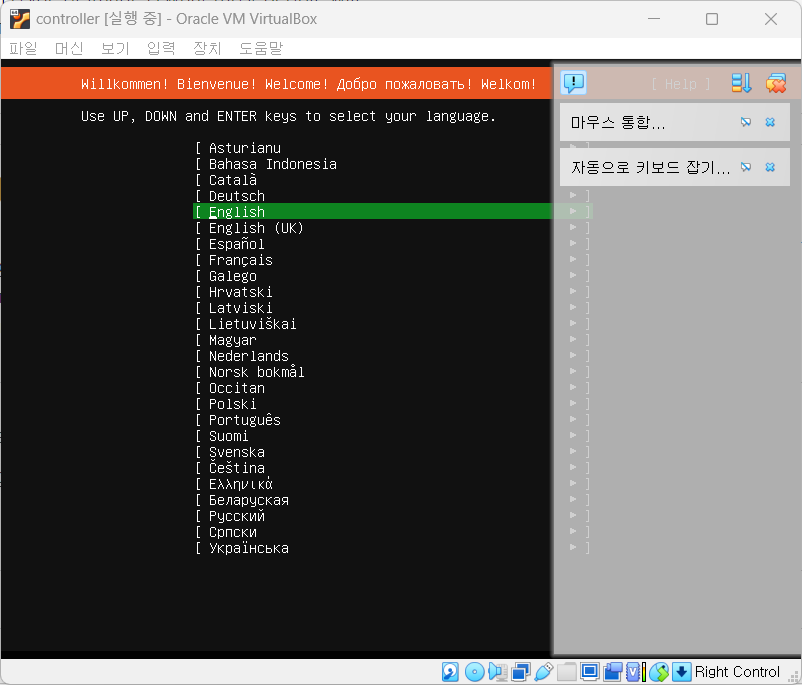 controller [실행 중] - Oracle VM VirtualBox
파일 머신 보기 입력 장치 도움말
Willkommen! Bienvenue! Welcome! Добро пожаловать! Welkom! [ Help ]
Use UP, DOWN and ENTER keys to select your language.
마우스 통합...
자동으로 키보드 잡기...
[ Asturianu ▸ ]
[ Bahasa Indonesia
[ Català
[ Deutsch ▸ ]
[ English ▸ ]
[ English (UK) ▸ ]
[ Español ▸ ]
[ Français ▸ ]
[ Galego ▸ ]
[ Hrvatski ▸ ]
[ Latviski ▸ ]
[ Lietuviškai ▸ ]
[ Magyar ▸ ]
[ Nederlands ▸ ]
[ Norsk bokmål ▸ ]
[ Occitan ▸ ]
[ Polski ▸ ]
[ Português ▸ ]
[ Suomi ▸ ]
[ Svenska ▸ ]
[ Čeština ▸ ]
[ Ελληνικά ▸ ]
[ Беларуская ▸ ]
[ Русский ▸ ]
[ Српски ▸ ]
[ Українська ▸ ]
Right Control